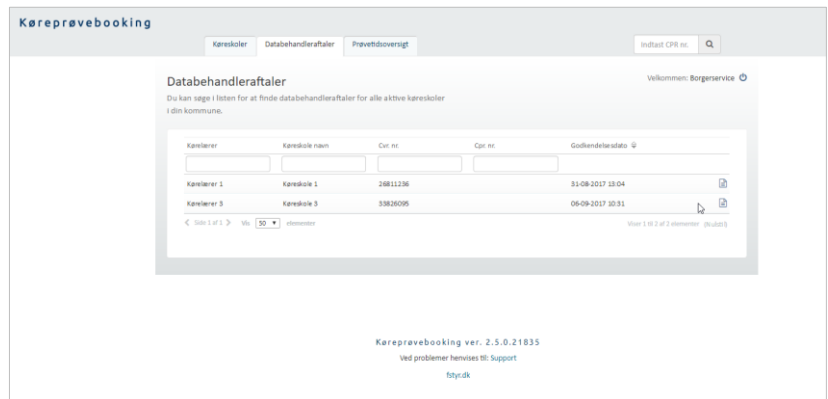 Køreprøvebooking
Køreskoler Databehandleraftaler Prøvetidsoversigt Indtast CPR nr.
Databehandleraftaler Velkommen: Borgerservice
Du kan søge i listen for at finde databehandleraftaler for alle aktive køreskoler
i din kommune.
Kørelærer Køreskole navn Cvr. nr. Cpr. nr. Godkendelsesdato
Kørelærer 1 Køreskole 1 26811236 31-08-2017 13:04
Kørelærer 3 Køreskole 3 33826095 06-09-2017 10:31
Side 1 af 1 Vis 50 elementer Viser 1 til 2 af 2 elementer (Nulstil)
Køreprøvebooking ver. 2.5.0.21835
Ved problemer henvises til: Support
fstyr.dk